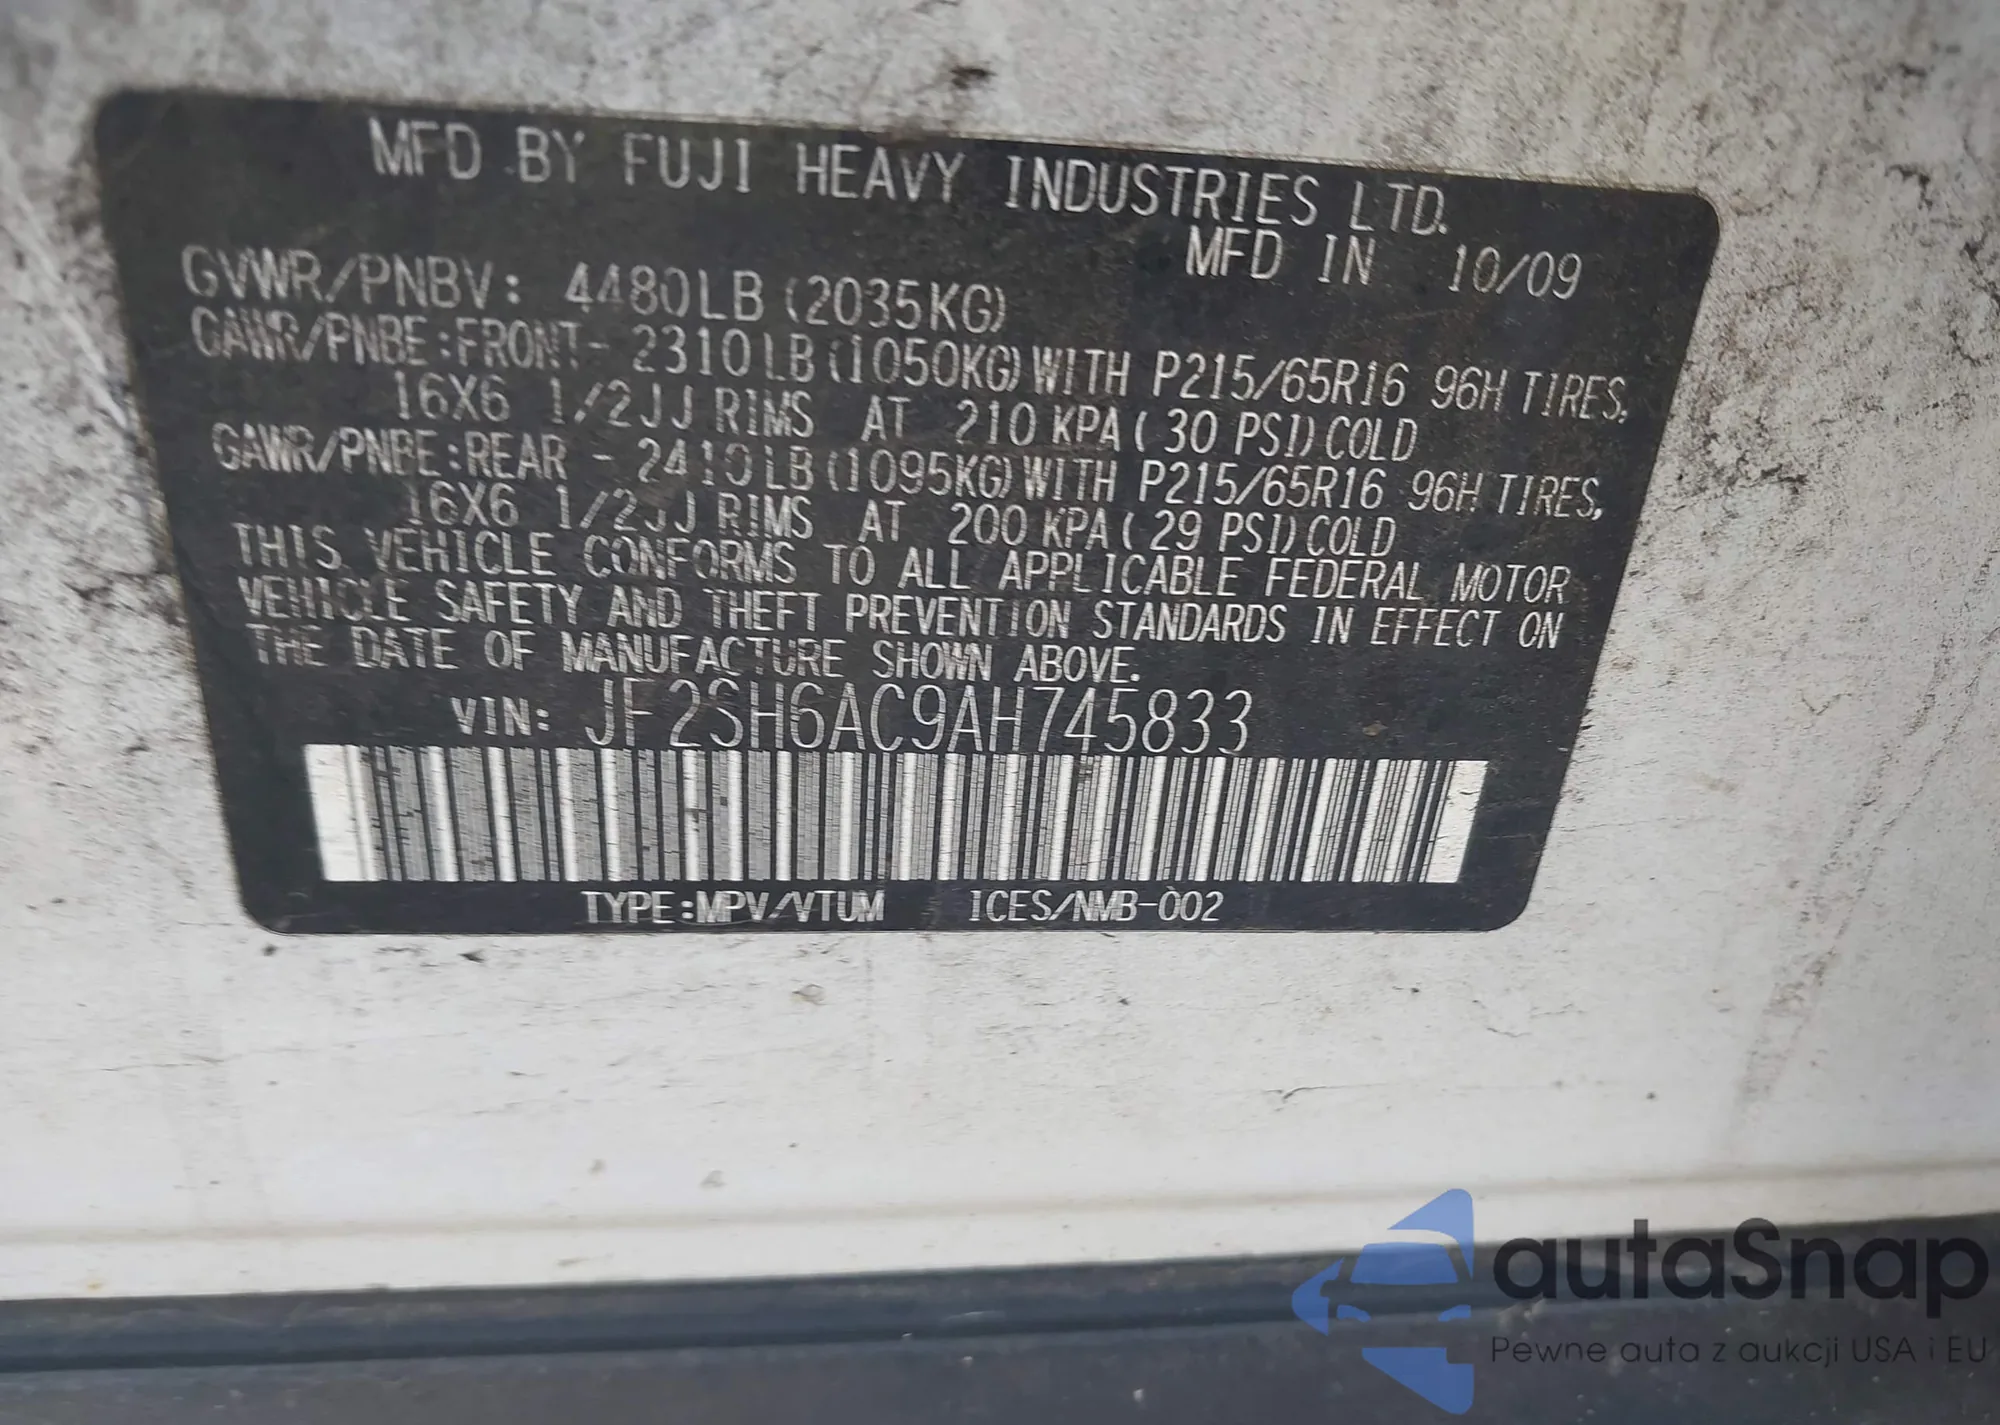 MFD BY FUJI HEAVY INDUSTRIES LTD.
MFD IN 10/09
GVWR/PNBV: 4480LB (2035KG)
GAWR/PNBE:FRONT- 2310LB(1050KG)WITH P215/65R16 96H TIRES,
16X6 1/2JJ RIMS AT 210 KPA( 30 PSI)COLD
GAWR/PNBE:REAR - 2410LB(1095KG)WITH P215/65R16 96H TIRES,
16X6 1/2JJ RIMS AT 200 KPA( 29 PSI)COLD
THIS VEHICLE CONFORMS TO ALL APPLICABLE FEDERAL MOTOR
VEHICLE SAFETY AND THEFT PREVENTION STANDARDS IN EFFECT ON
THE DATE OF MANUFACTURE SHOWN ABOVE.
VIN: JF2SH6AC9AH745833
TYPE:MPV/VTUM ICES/NMB-002
autaSnap
Pewne auta z aukcji USA i EU